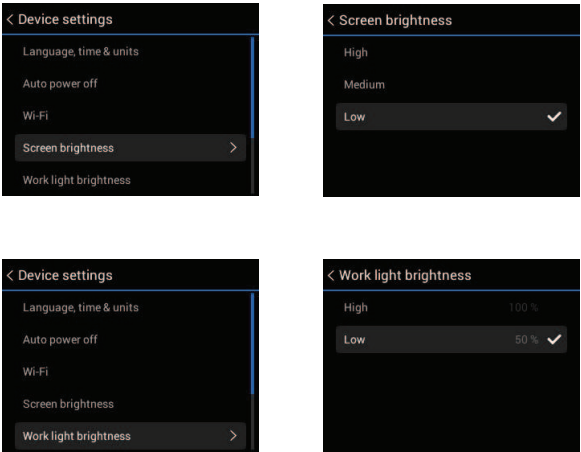 < Device settings
Language, time & units
Auto power off
Wi-Fi
Screen brightness >
Work light brightness
< Screen brightness
High
Medium
Low
< Device settings
Language, time & units
Auto power off
Wi-Fi
Screen brightness
Work light brightness >
< Work light brightness
High 100 %
Low 50 %